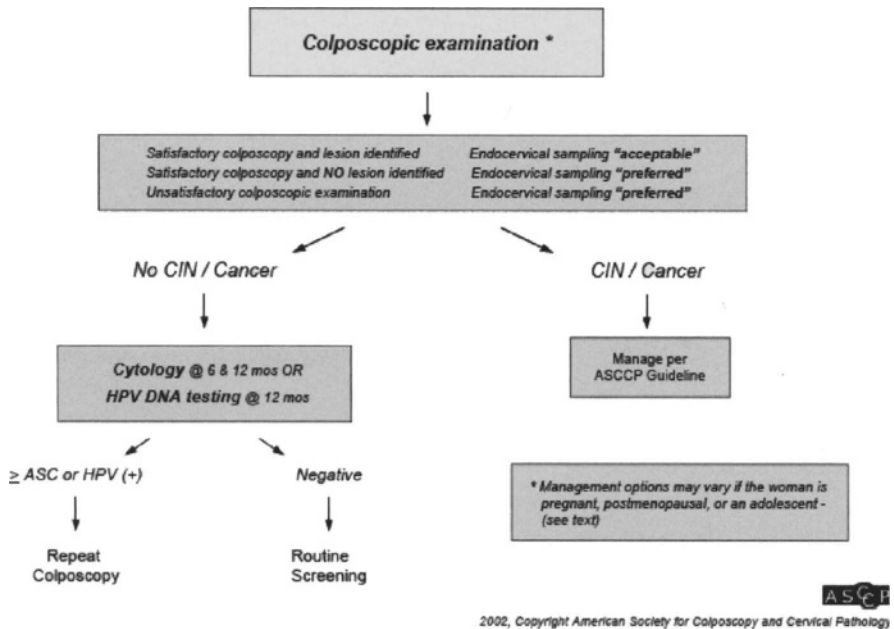 Colposcopic examination *
Satisfactory colposcopy and lesion identified Endocervical sampling “acceptable”
Satisfactory colposcopy and NO lesion identified Endocervical sampling “preferred”
Unsatisfactory colposcopic examination Endocervical sampling “preferred”
No CIN / Cancer
CIN / Cancer
Cytology @ 6 & 12 mos OR
HPV DNA testing @ 12 mos
Manage per
ASCCP Guideline
≥ ASC or HPV (+)
Negative
Repeat
Colposcopy
Routine
Screening
* Management options may vary if the woman is
pregnant, postmenopausal, or an adolescent -
(see text)
ASCCP
2002, Copyright American Society for Colposcopy and Cervical Pathology